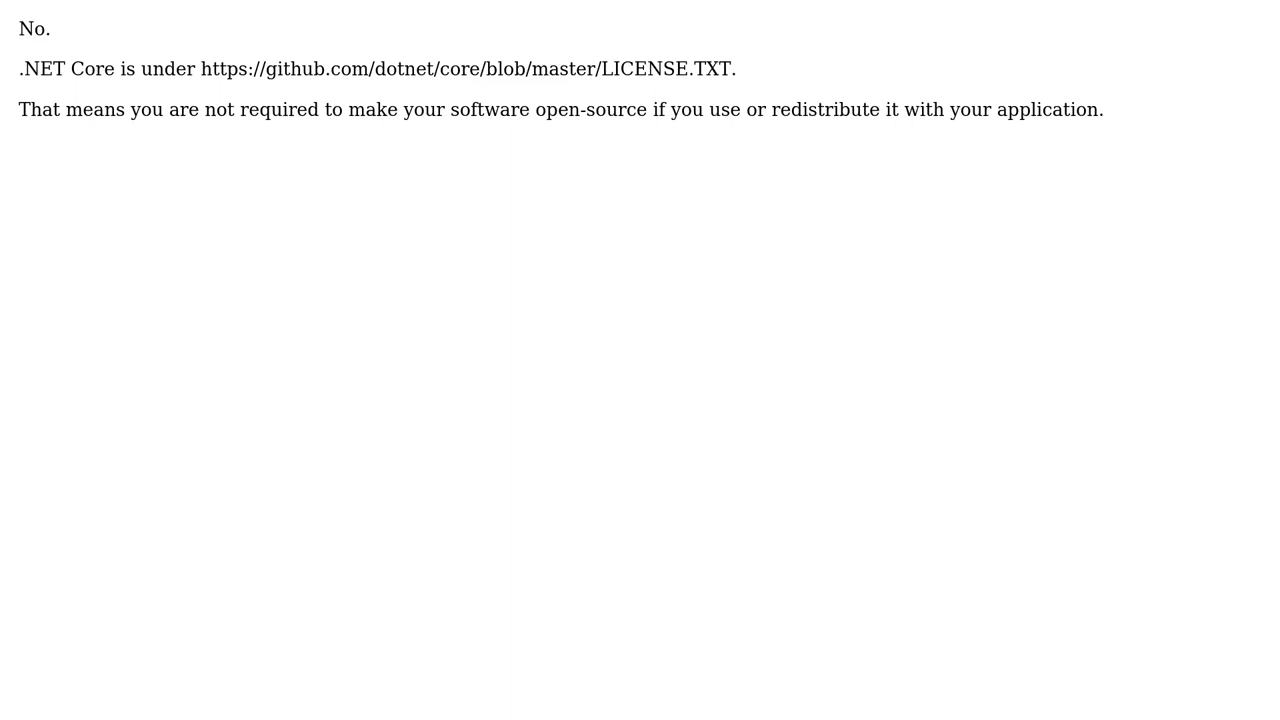 No.
.NET Core is under https://github.com/dotnet/core/blob/master/LICENSE.TXT.
That means you are not required to make your software open-source if you use or redistribute it with your application.